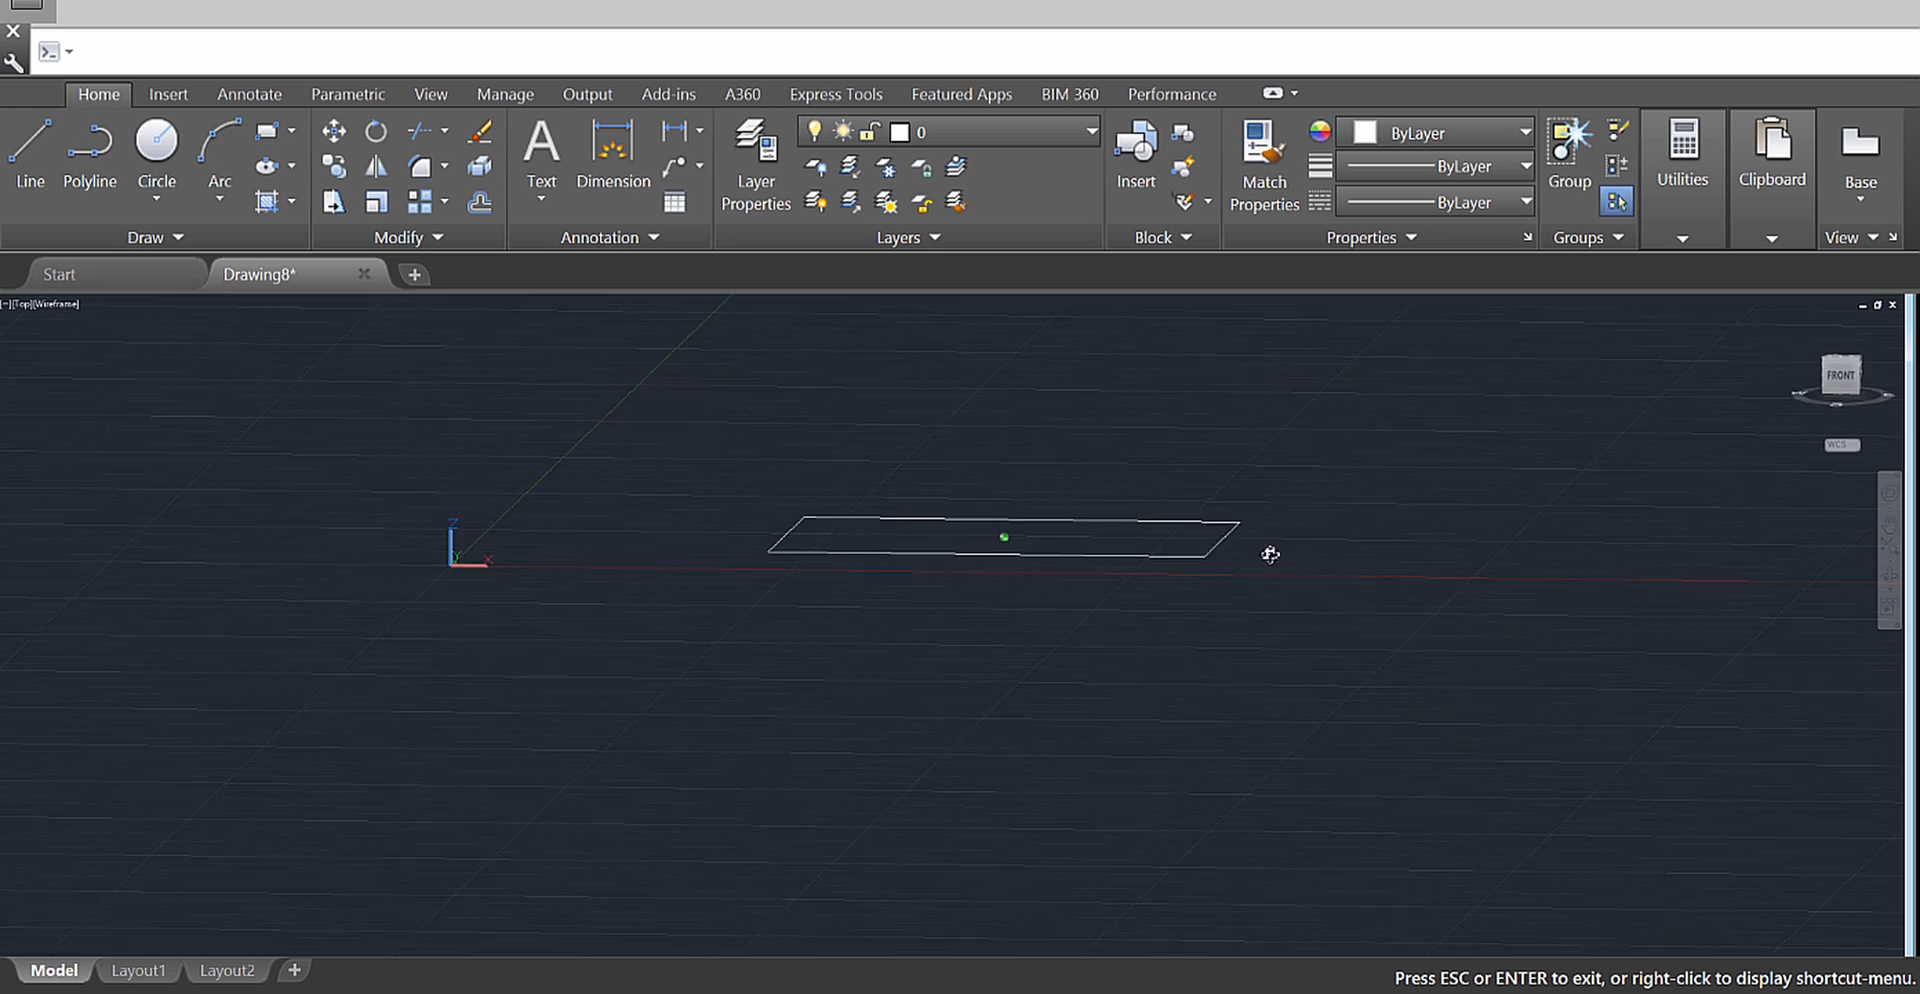 Home Insert Annotate Parametric View Manage Output Add-ins A360 Express Tools Featured Apps BIM 360 Performance
0
ByLayer
ByLayer
ByLayer
Line Polyline Circle Arc
Text Dimension
Layer Properties
Insert
Match Properties
Group
Utilities
Clipboard
Base
Draw Modify Annotation Layers Block Properties Groups View
Start Drawing8*
[−][Top][Wireframe]
FRONT
WCS
Z
Y
X
Model Layout1 Layout2
Press ESC or ENTER to exit, or right-click to display shortcut-menu.